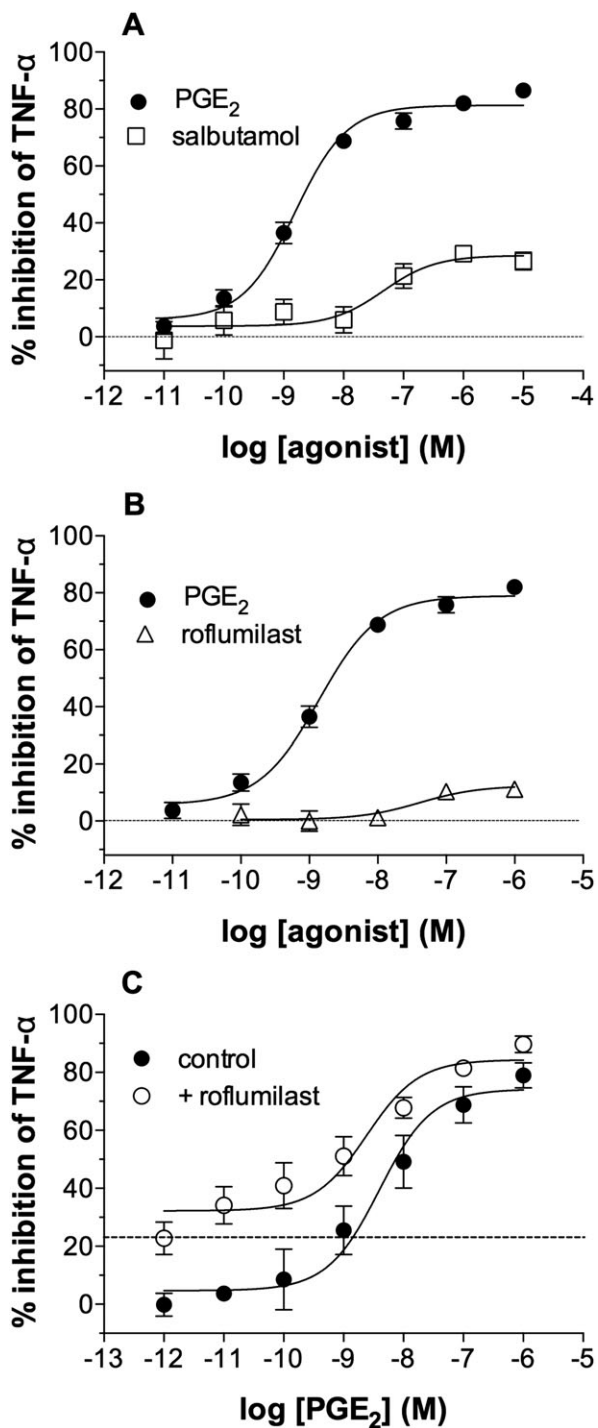 A
% inhibition of TNF-α
100
80
60
40
20
0
PGE₂
salbutamol
-12 -11 -10 -9 -8 -7 -6 -5 -4
log [agonist] (M)
B
% inhibition of TNF-α
100
80
60
40
20
0
PGE₂
roflumilast
-12 -11 -10 -9 -8 -7 -6 -5
log [agonist] (M)
C
% inhibition of TNF-α
100
80
60
40
20
0
control
+ roflumilast
-13 -12 -11 -10 -9 -8 -7 -6 -5
log [PGE₂] (M)